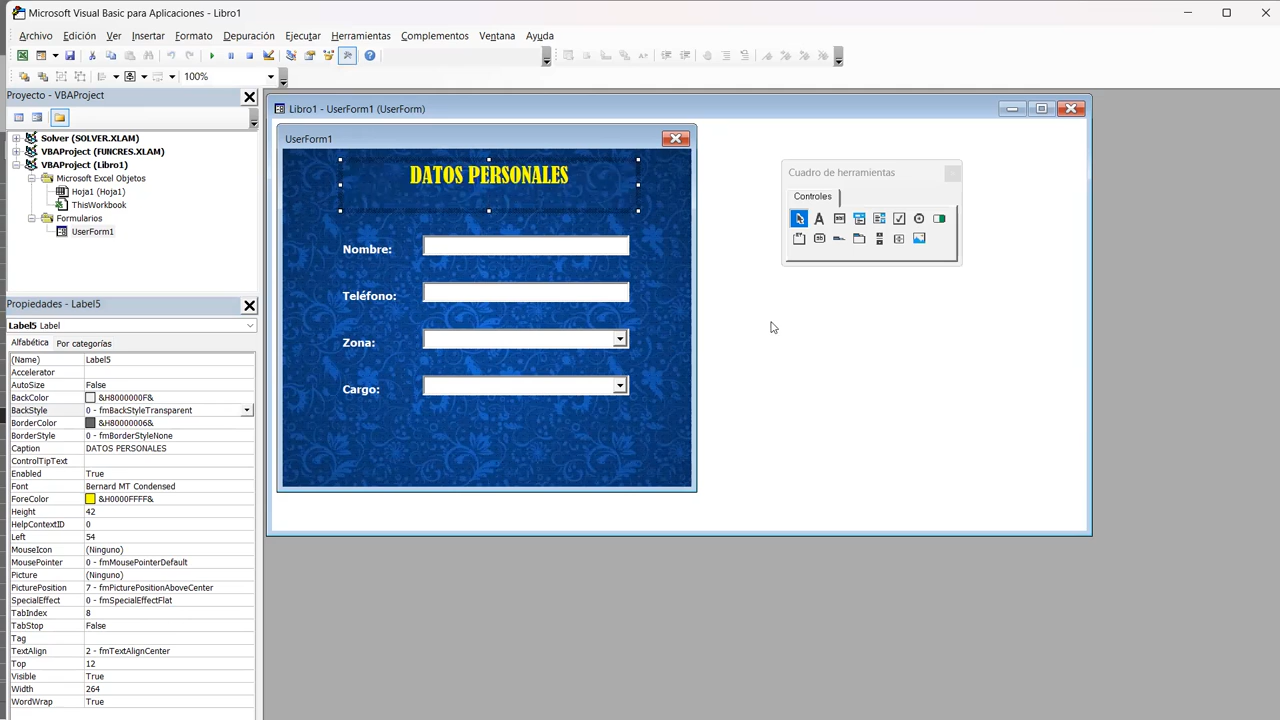 Microsoft Visual Basic para Aplicaciones - Libro1
Archivo Edición Ver Insertar Formato Depuración Ejecutar Herramientas Complementos Ventana Ayuda
100%
Proyecto - VBAProject
Solver (SOLVER.XLAM)
VBAProject (FUNCRES.XLAM)
VBAProject (Libro1)
Microsoft Excel Objetos
Hoja1 (Hoja1)
ThisWorkbook
Formularios
UserForm1
Propiedades - Label5
Label5 Label
Alfabética Por categorías
(Name) Label5
Accelerator
AutoSize False
BackColor &H8000000F&
BackStyle 0 - fmBackStyleTransparent
BorderColor &H80000006&
BorderStyle 0 - fmBorderStyleNone
Caption DATOS PERSONALES
ControlTipText
Enabled True
Font Bernard MT Condensed
ForeColor &H0000FFFF&
Height 42
HelpContextID 0
Left 54
MouseIcon (Ninguno)
MousePointer 0 - fmMousePointerDefault
Picture (Ninguno)
PicturePosition 7 - fmPicturePositionAboveCenter
SpecialEffect 0 - fmSpecialEffectFlat
TabIndex 8
TabStop False
Tag
TextAlign 2 - fmTextAlignCenter
Top 12
Visible True
Width 264
WordWrap True
Libro1 - UserForm1 (UserForm)
UserForm1
DATOS PERSONALES
Nombre:
Teléfono:
Zona:
Cargo:
Cuadro de herramientas
Controles